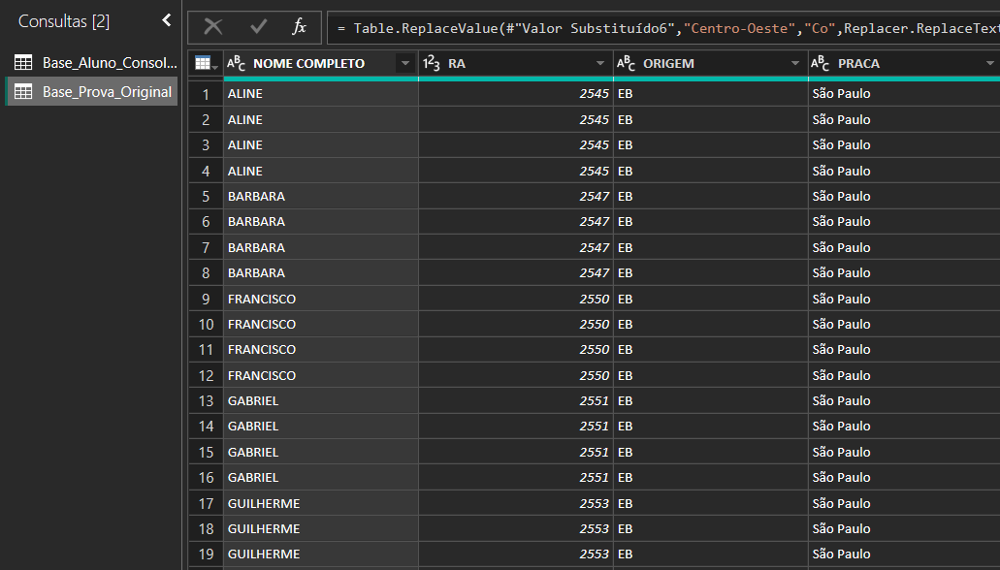 Consultas [2]
fx
= Table.ReplaceValue(#"Valor Substituído6","Centro-Oeste","Co",Replacer.ReplaceText
Base_Aluno_Consol...
Base_Prova_Original
ABC NOME COMPLETO 123 RA ABC ORIGEM ABC PRACA
1 ALINE 2545 EB São Paulo
2 ALINE 2545 EB São Paulo
3 ALINE 2545 EB São Paulo
4 ALINE 2545 EB São Paulo
5 BARBARA 2547 EB São Paulo
6 BARBARA 2547 EB São Paulo
7 BARBARA 2547 EB São Paulo
8 BARBARA 2547 EB São Paulo
9 FRANCISCO 2550 EB São Paulo
10 FRANCISCO 2550 EB São Paulo
11 FRANCISCO 2550 EB São Paulo
12 FRANCISCO 2550 EB São Paulo
13 GABRIEL 2551 EB São Paulo
14 GABRIEL 2551 EB São Paulo
15 GABRIEL 2551 EB São Paulo
16 GABRIEL 2551 EB São Paulo
17 GUILHERME 2553 EB São Paulo
18 GUILHERME 2553 EB São Paulo
19 GUILHERME 2553 EB São Paulo